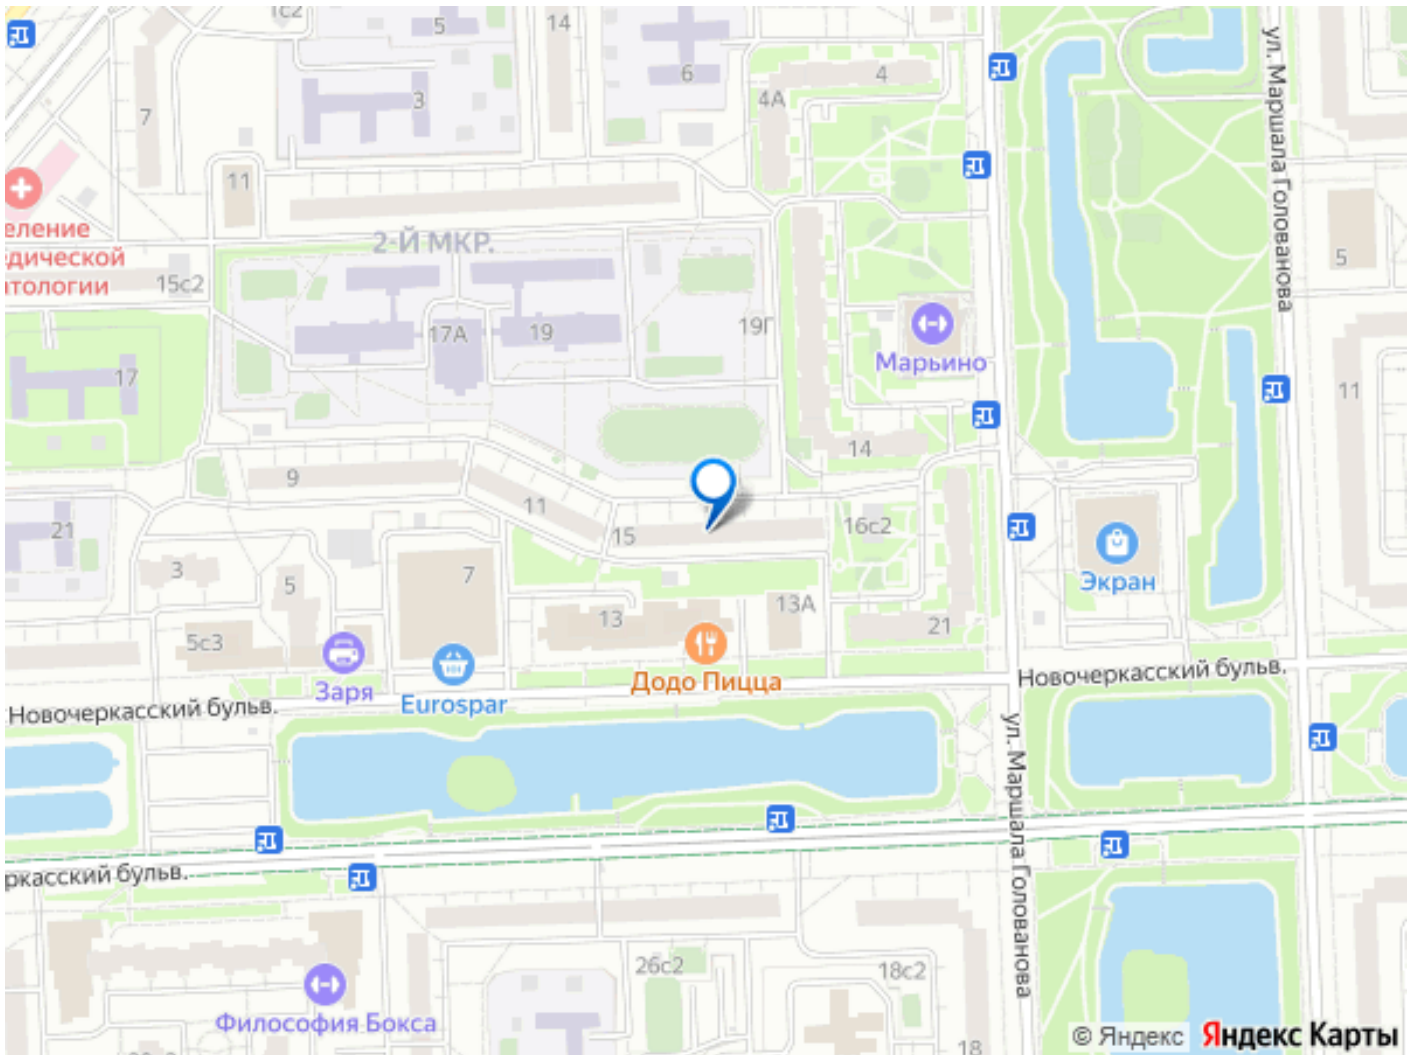 1с2
5
14
6
4
3
4А
7
ул. Маршала Голованова
11
еление
дической
атологии
2-Й МКР.
15с2
5
17А
19
19Г
Марьино
17
11
14
9
11
15
16с2
21
3
5
7
Экран
13
13А
21
5с3
Заря
Eurospar
Додо Пицца
Новочеркасский бульв.
Новочеркасский бульв.
ул. Маршала Голованова
ркасский бульв.
26с2
18с2
Философия Бокса
18
© Яндекс
Яндекс Карты